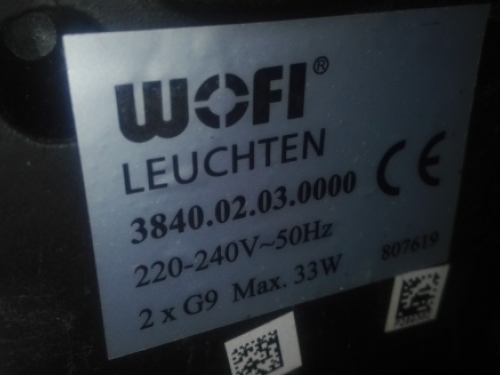 WOFI®
LEUCHTEN
3840.02.03.0000
220-240V~50Hz
2 x G9 Max. 33W
CE
807619